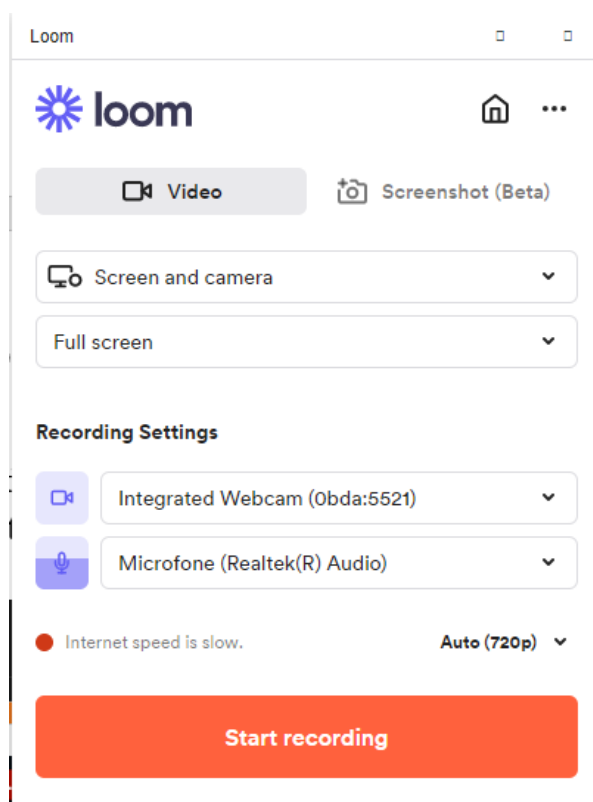 Loom
loom
Video Screenshot (Beta)
Screen and camera
Full screen
Recording Settings
Integrated Webcam (0bda:5521)
Microfone (Realtek(R) Audio)
Internet speed is slow. Auto (720p)
Start recording